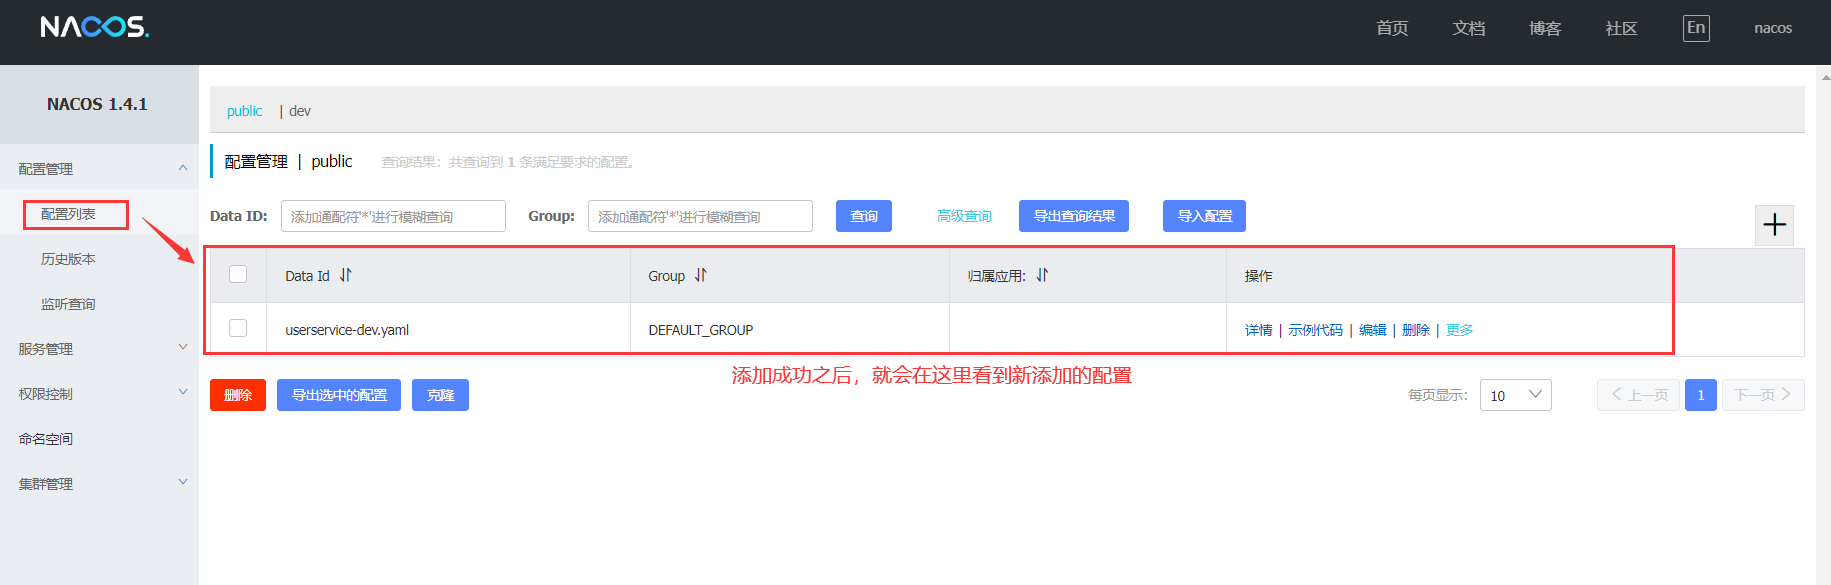 NACOS.
首页 文档 博客 社区 En nacos
NACOS 1.4.1
配置管理
配置列表
历史版本
监听查询
服务管理
权限控制
命名空间
集群管理
public | dev
配置管理 | public 查询结果：共查询到 1 条满足要求的配置。
Data ID: 添加通配符'*'进行模糊查询 Group: 添加通配符'*'进行模糊查询 查询 高级查询 导出查询结果 导入配置
Data Id Group 归属应用: 操作
userservice-dev.yaml DEFAULT_GROUP 详情 | 示例代码 | 编辑 | 删除 | 更多
添加成功之后，就会在这里看到新添加的配置
删除 导出选中的配置 克隆 每页显示: 10 上一页 1 下一页